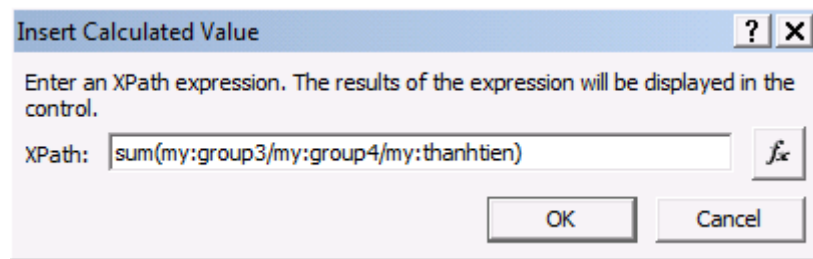 Insert Calculated Value
Enter an XPath expression. The results of the expression will be displayed in the
control.
XPath: sum(my:group3/my:group4/my:thanhtien) fx
OK Cancel